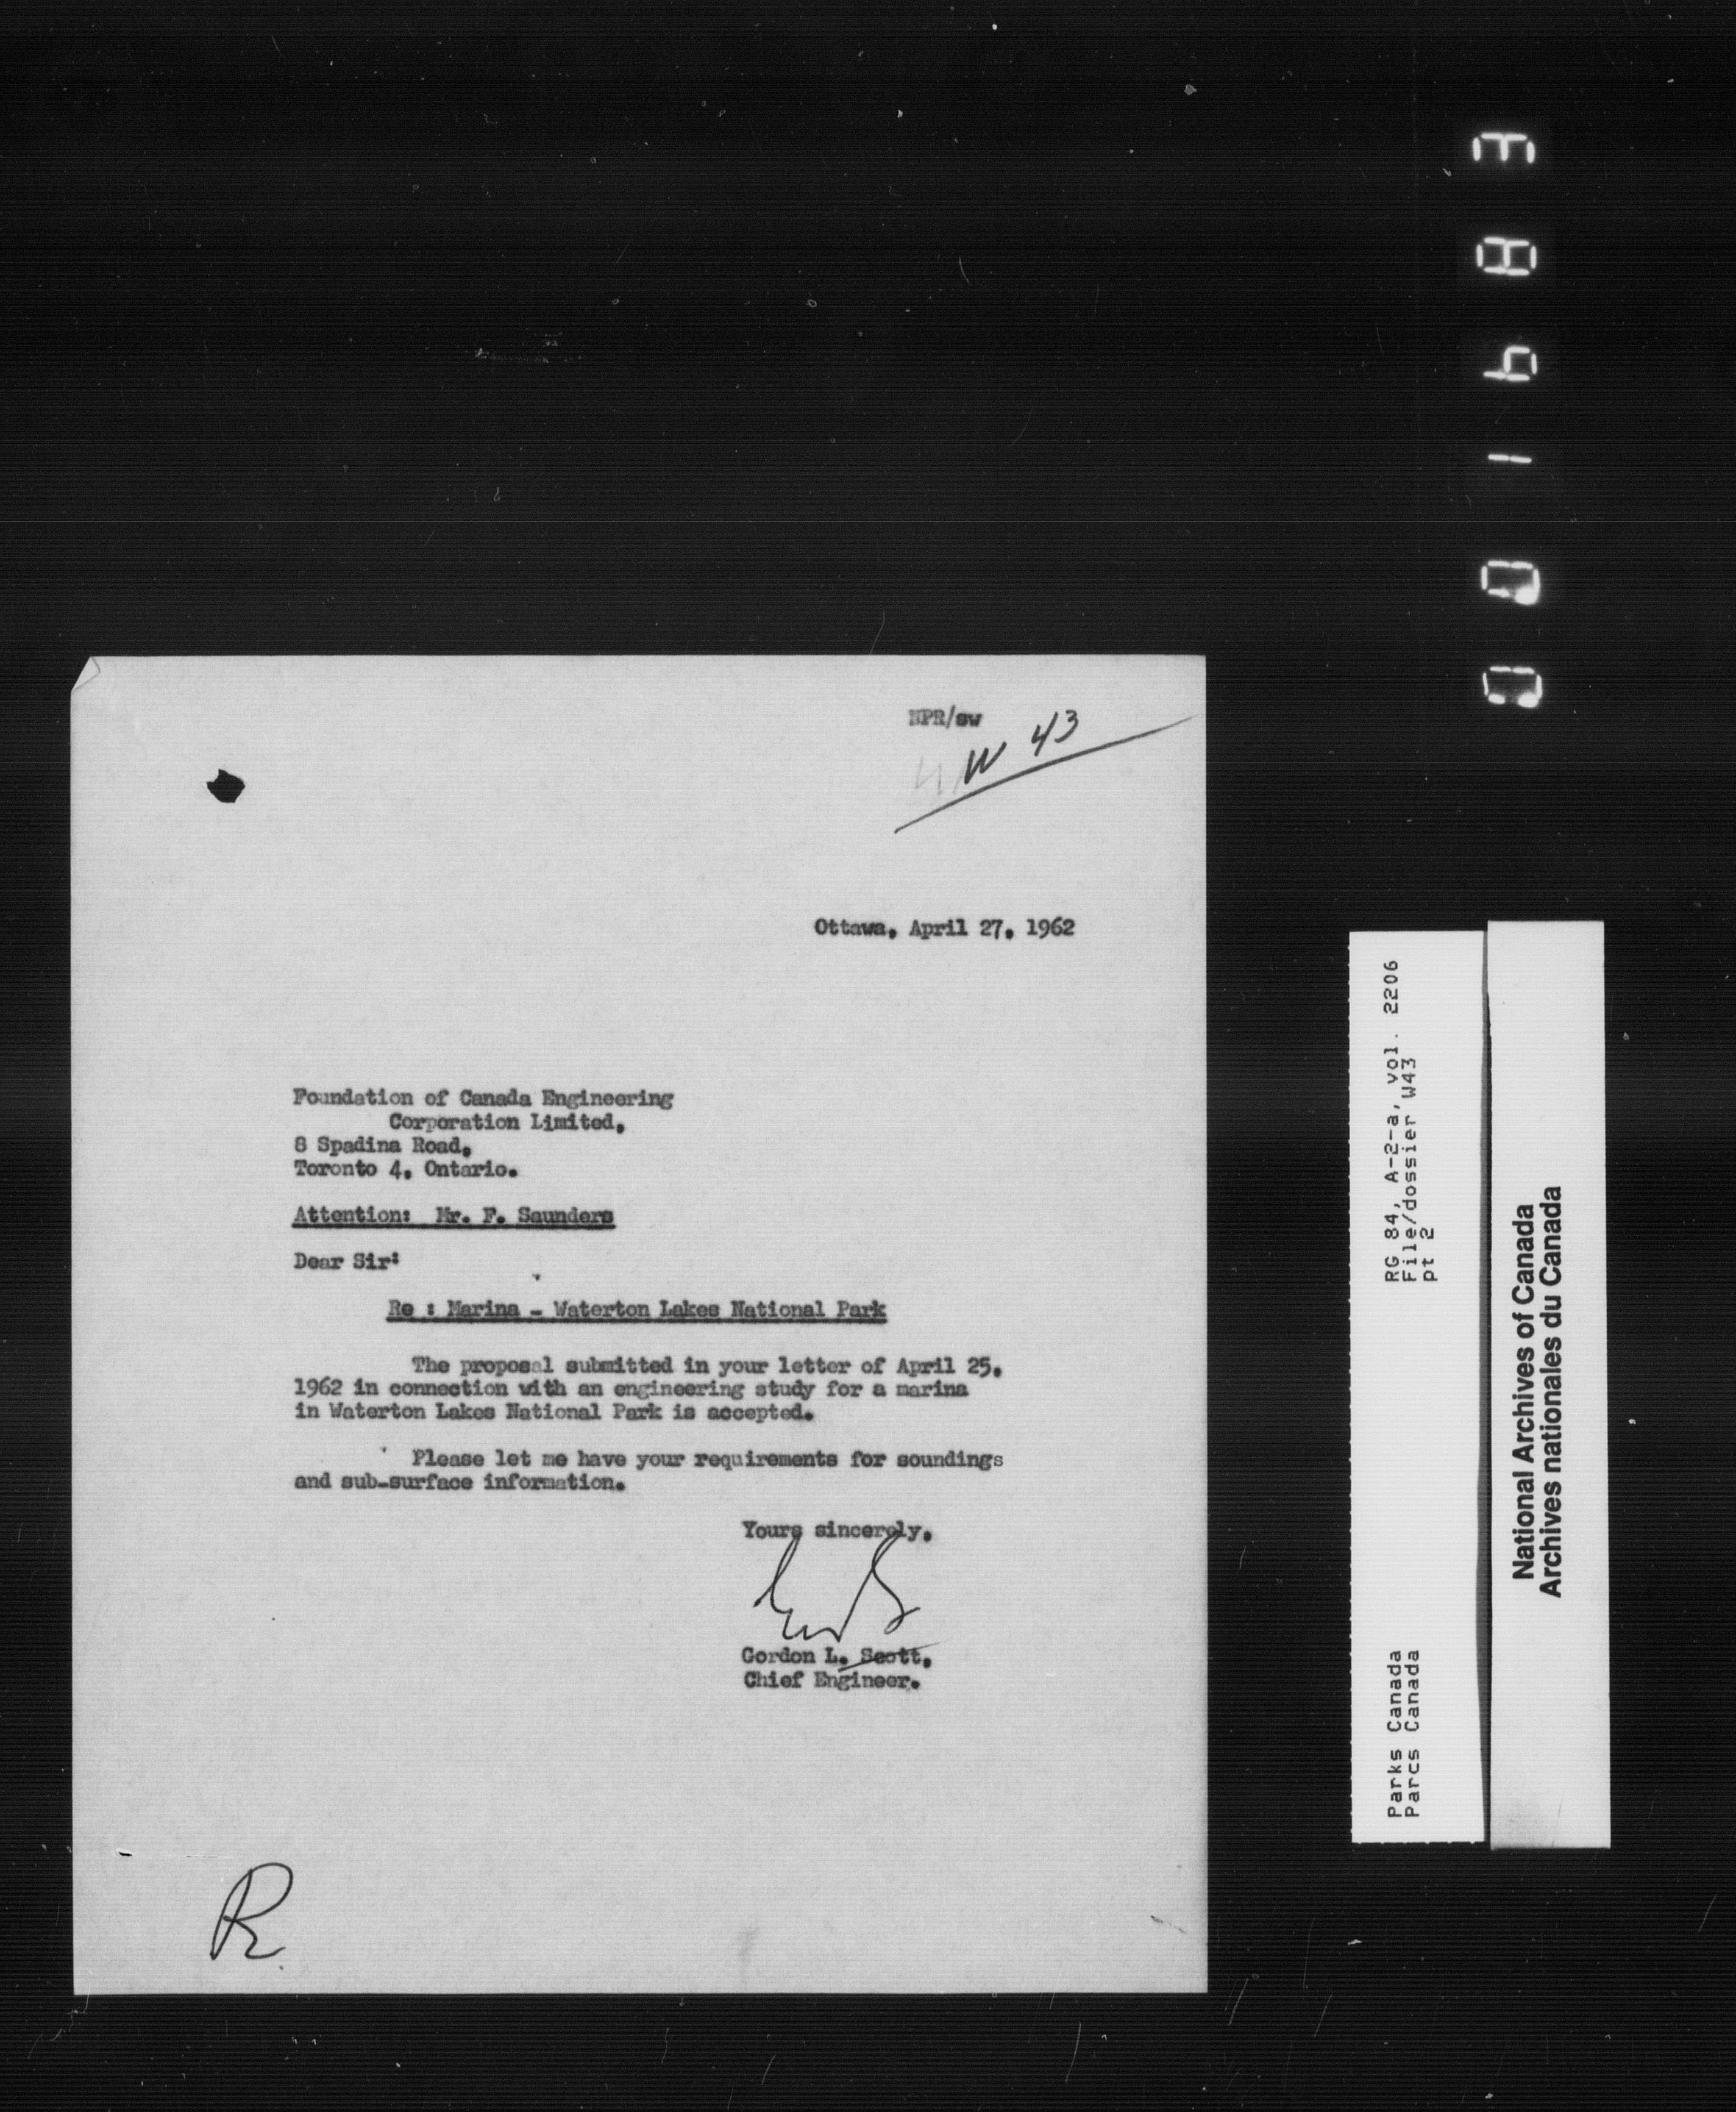 NPR/sw
W 43
Ottawa, April 27, 1962
Foundation of Canada Engineering
Corporation Limited,
8 Spadina Road,
Toronto 4, Ontario.
Attention: Mr. F. Saunders
Dear Sir:
Re : Marina - Waterton Lakes National Park
The proposal submitted in your letter of April 25,
1962 in connection with an engineering study for a marina
in Waterton Lakes National Park is accepted.
Please let me have your requirements for soundings
and sub-surface information.
Yours sincerely,
Gordon L. Scott,
Chief Engineer.
R
001683
RG 84, A-2-a, vol. 2206
File/dossier W43
pt 2
Parks Canada
Parcs Canada
National Archives of Canada
Archives nationales du Canada